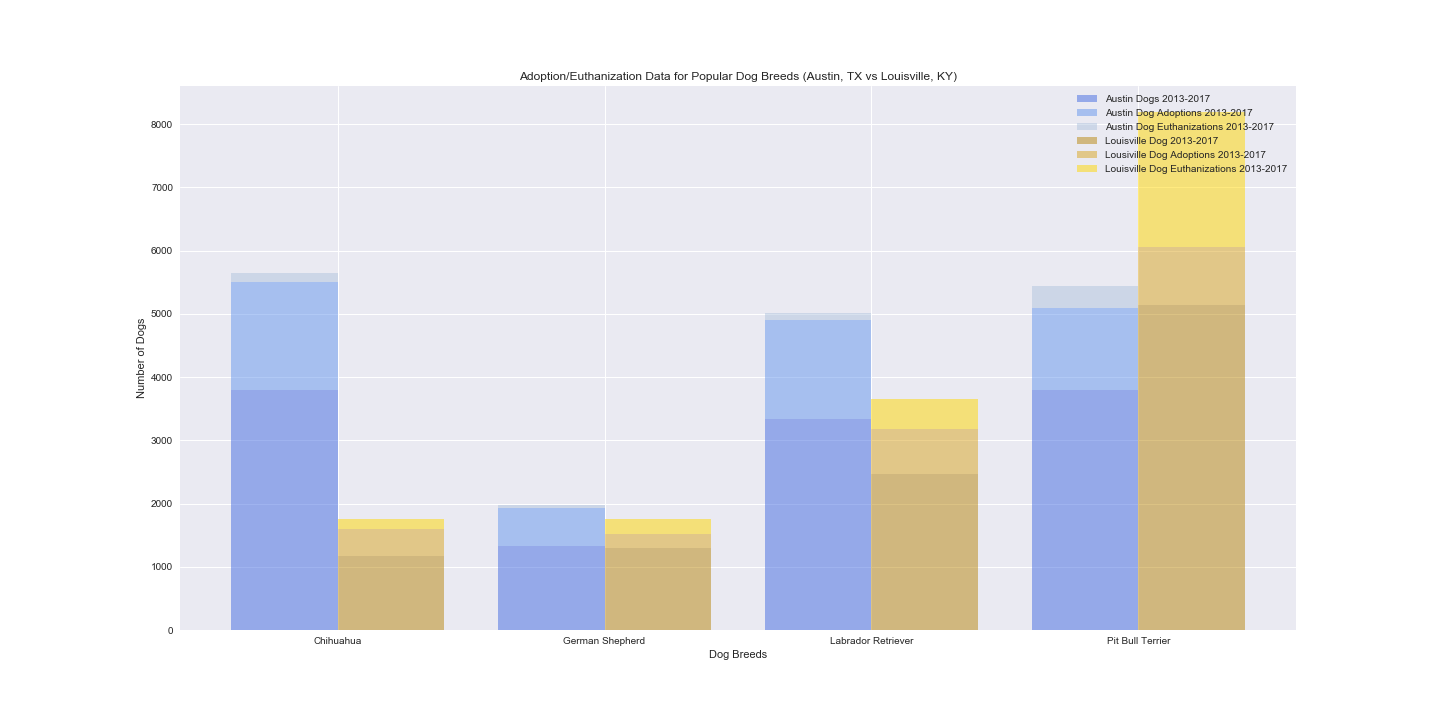 Adoption/Euthanization Data for Popular Dog Breeds (Austin, TX vs Louisville, KY)
Austin Dogs 2013-2017
Austin Dog Adoptions 2013-2017
Austin Dog Euthanizations 2013-2017
Louisville Dog 2013-2017
Lousiville Dog Adoptions 2013-2017
Louisville Dog Euthanizations 2013-2017
8000
7000
6000
5000
4000
3000
2000
1000
0
Number of Dogs
Chihuahua
German Shepherd
Labrador Retriever
Pit Bull Terrier
Dog Breeds